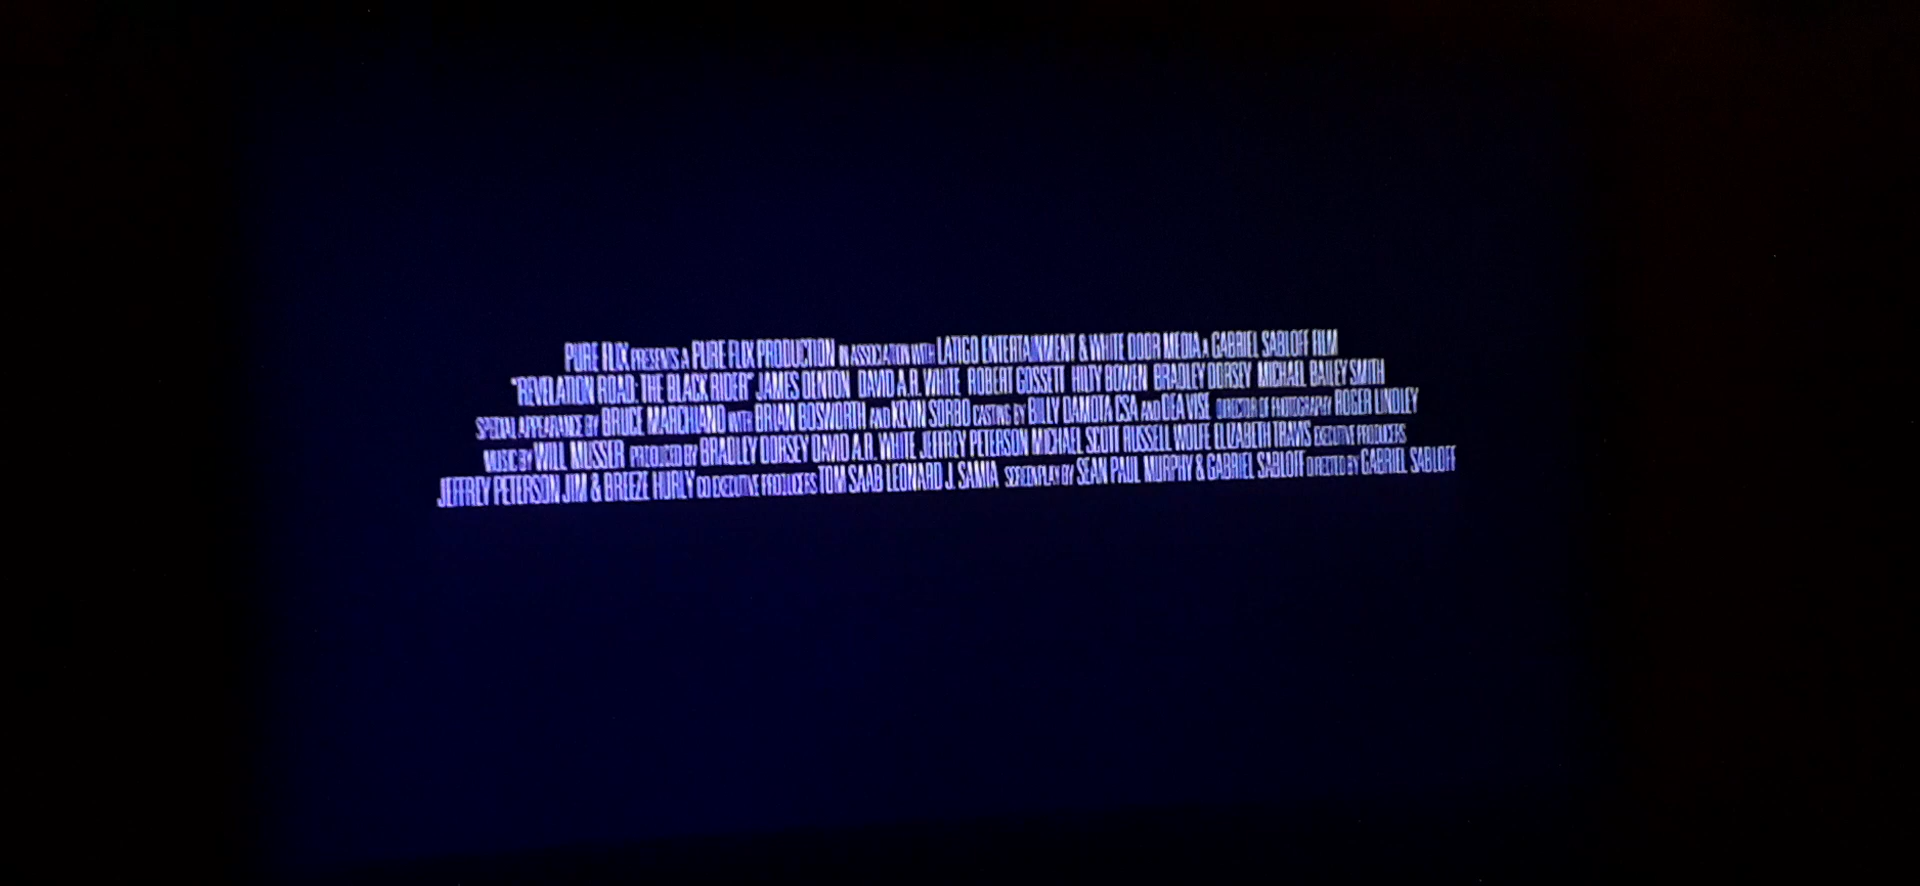 PURE FLIX PRESENTS A PURE FLIX PRODUCTION IN ASSOCIATION WITH LATIGO ENTERTAINMENT & WHITE DOOR MEDIA A GABRIEL SABLOFF FILM
"REVELATION ROAD: THE BLACK RIDER" JAMES DENTON DAVID A.R. WHITE ROBERT GOSSETT HILTY BOWEN BRADLEY DORSEY MICHAEL BAILEY SMITH
SPECIAL APPEARANCE BY BRUCE MARCHIANO WITH BRIAN BOSWORTH AND KEVIN SORBO CASTING BY BILLY DAMOTA CSA AND DEA VISE DIRECTOR OF PHOTOGRAPHY ROGER LINDLEY
MUSIC BY WILL MUSSER PRODUCED BY BRADLEY DORSEY DAVID A.R. WHITE JEFFREY PETERSON MICHAEL SCOTT RUSSELL WOLFE ELIZABETH TRAVIS EXECUTIVE PRODUCERS
JEFFREY PETERSON JIM & BREEZE HURLY CO EXECUTIVE PRODUCERS TOM SAAB LEONARD J. SAMIA SCREENPLAY BY SEAN PAUL MURPHY & GABRIEL SABLOFF DIRECTED BY GABRIEL SABLOFF